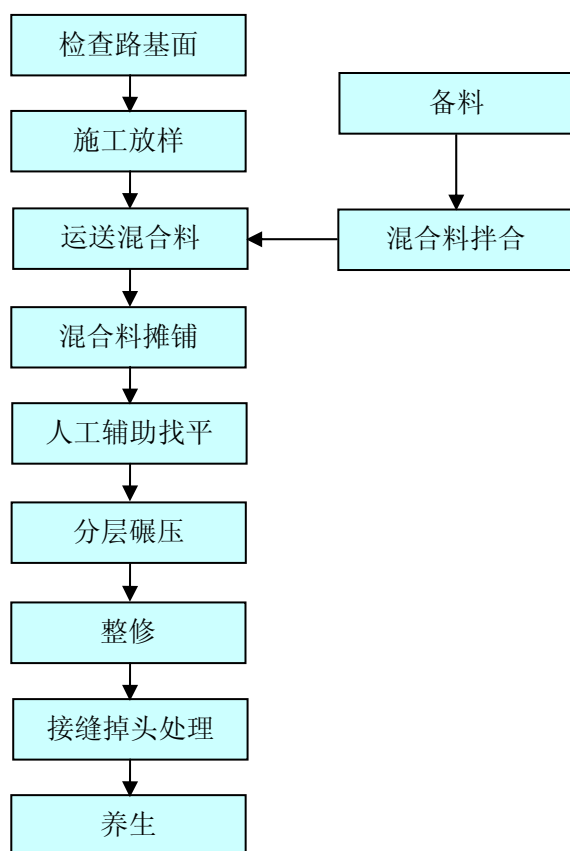 检查路基面
备料
施工放样
运送混合料
混合料拌合
混合料摊铺
人工辅助找平
分层碾压
整修
接缝掉头处理
养生